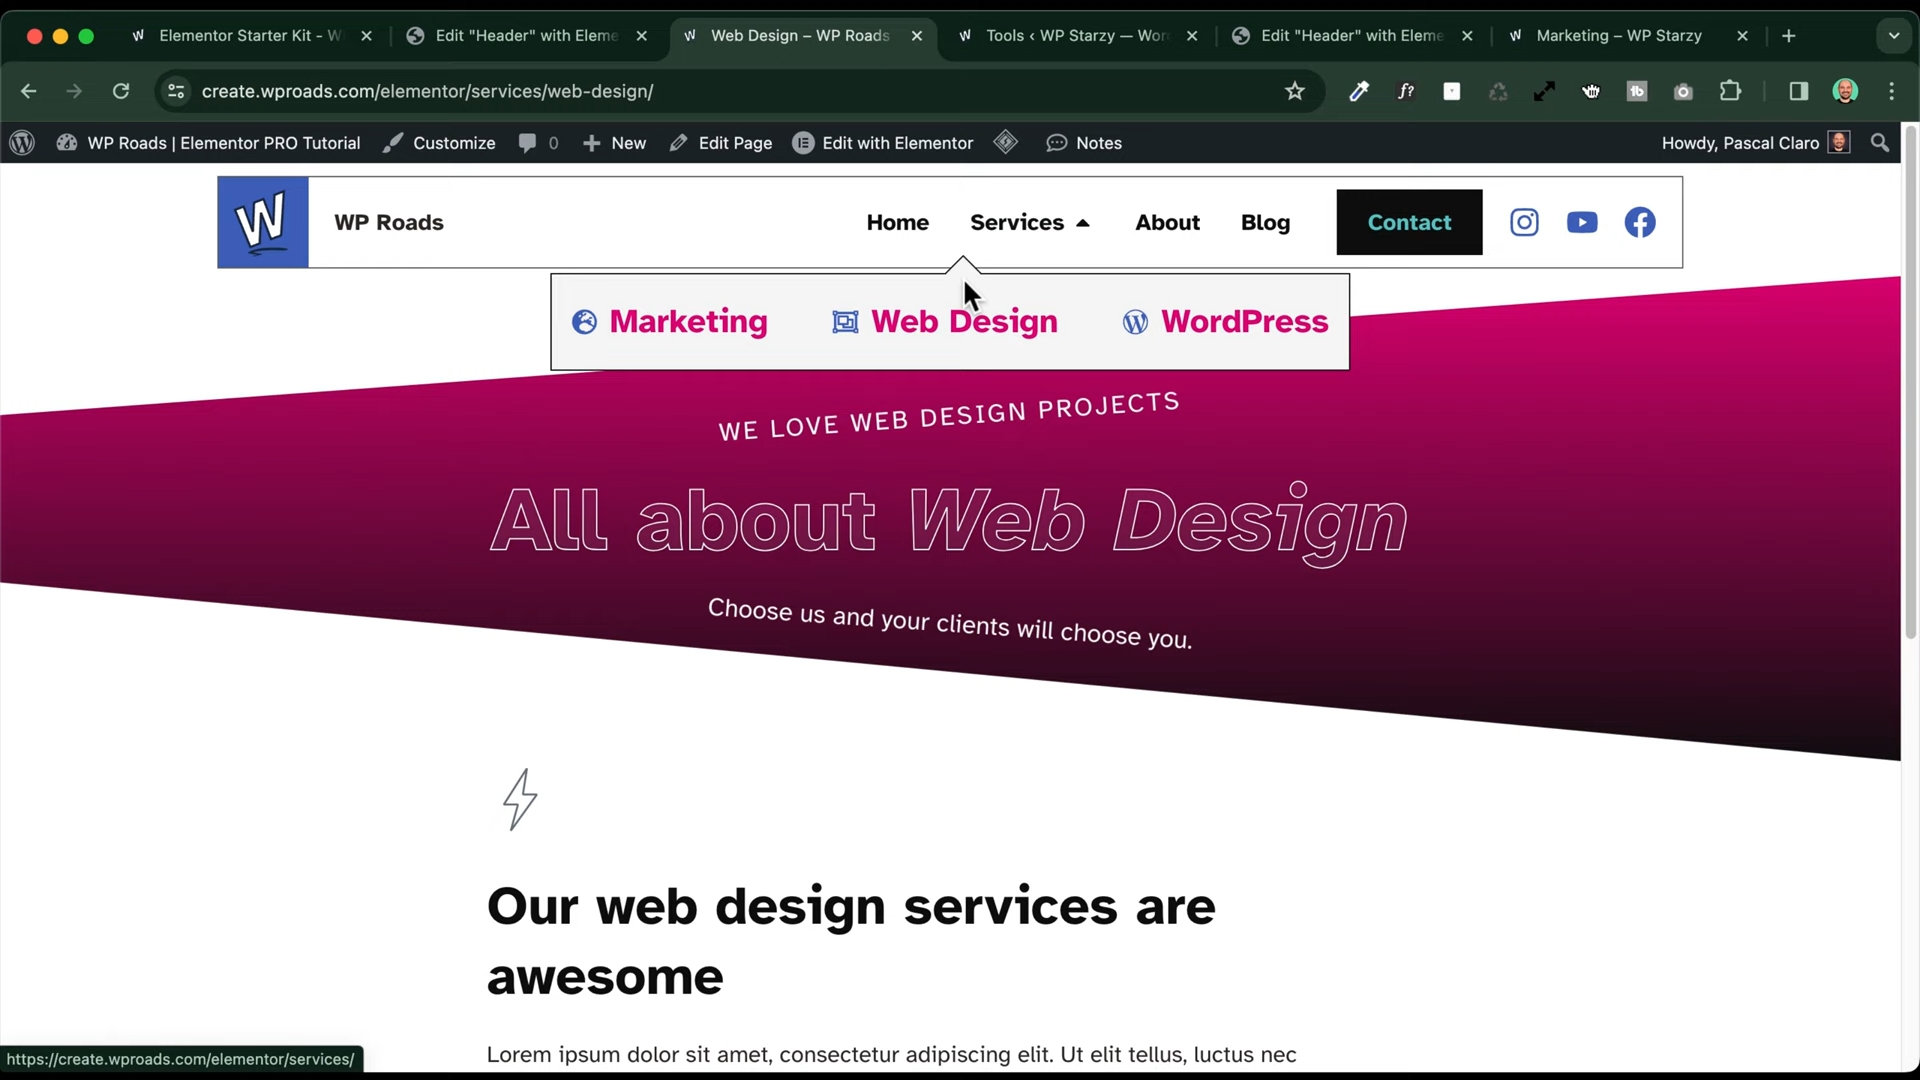 Elementor Starter Kit - W
Edit "Header" with Eleme
Web Design – WP Roads
Tools ‹ WP Starzy — Wor
Edit "Header" with Eleme
Marketing – WP Starzy
create.wproads.com/elementor/services/web-design/
WP Roads | Elementor PRO Tutorial
Customize
0
New
Edit Page
Edit with Elementor
Notes
Howdy, Pascal Claro
W
WP Roads
Home
Services
About
Blog
Contact
Marketing
Web Design
WordPress
WE LOVE WEB DESIGN PROJECTS
All about Web Design
Choose us and your clients will choose you.
Our web design services are
awesome
Lorem ipsum dolor sit amet, consectetur adipiscing elit. Ut elit tellus, luctus nec
https://create.wproads.com/elementor/services/